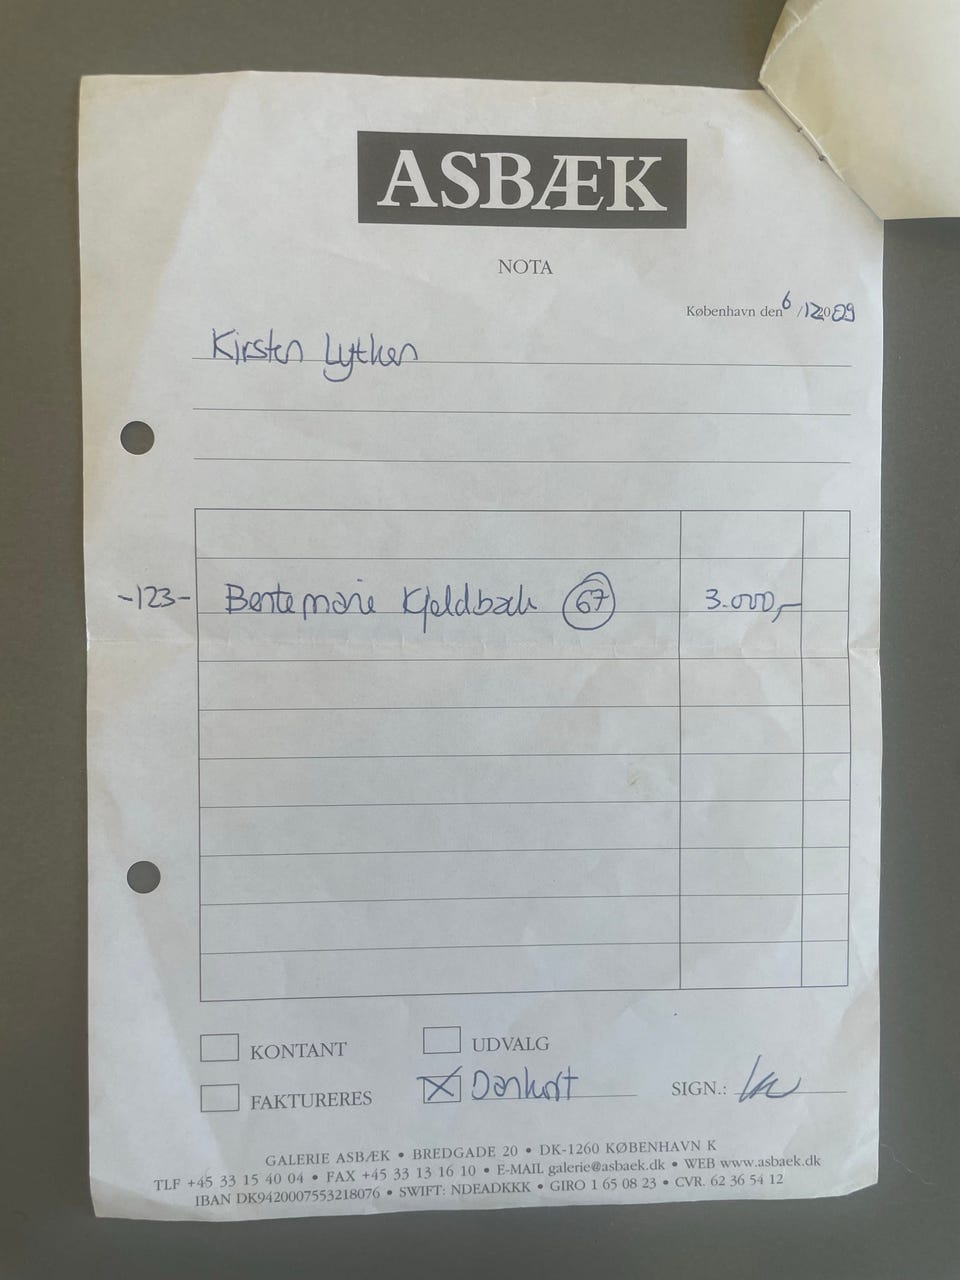 ASBÆK
NOTA
København den 6/12 2009
Kirsten Lytken
-123- Bente marie Kjeldbæk 67 3.000,-
KONTANT UDVALG
FAKTURERES X Dankort SIGN.:
GALERIE ASBÆK • BREDGADE 20 • DK-1260 KØBENHAVN K
TLF +45 33 15 40 04 • FAX +45 33 13 16 10 • E-MAIL galerie@asbaek.dk • WEB www.asbaek.dk
IBAN DK9420007553218076 • SWIFT: NDEADKKK • GIRO 1 65 08 23 • CVR. 62 36 54 12